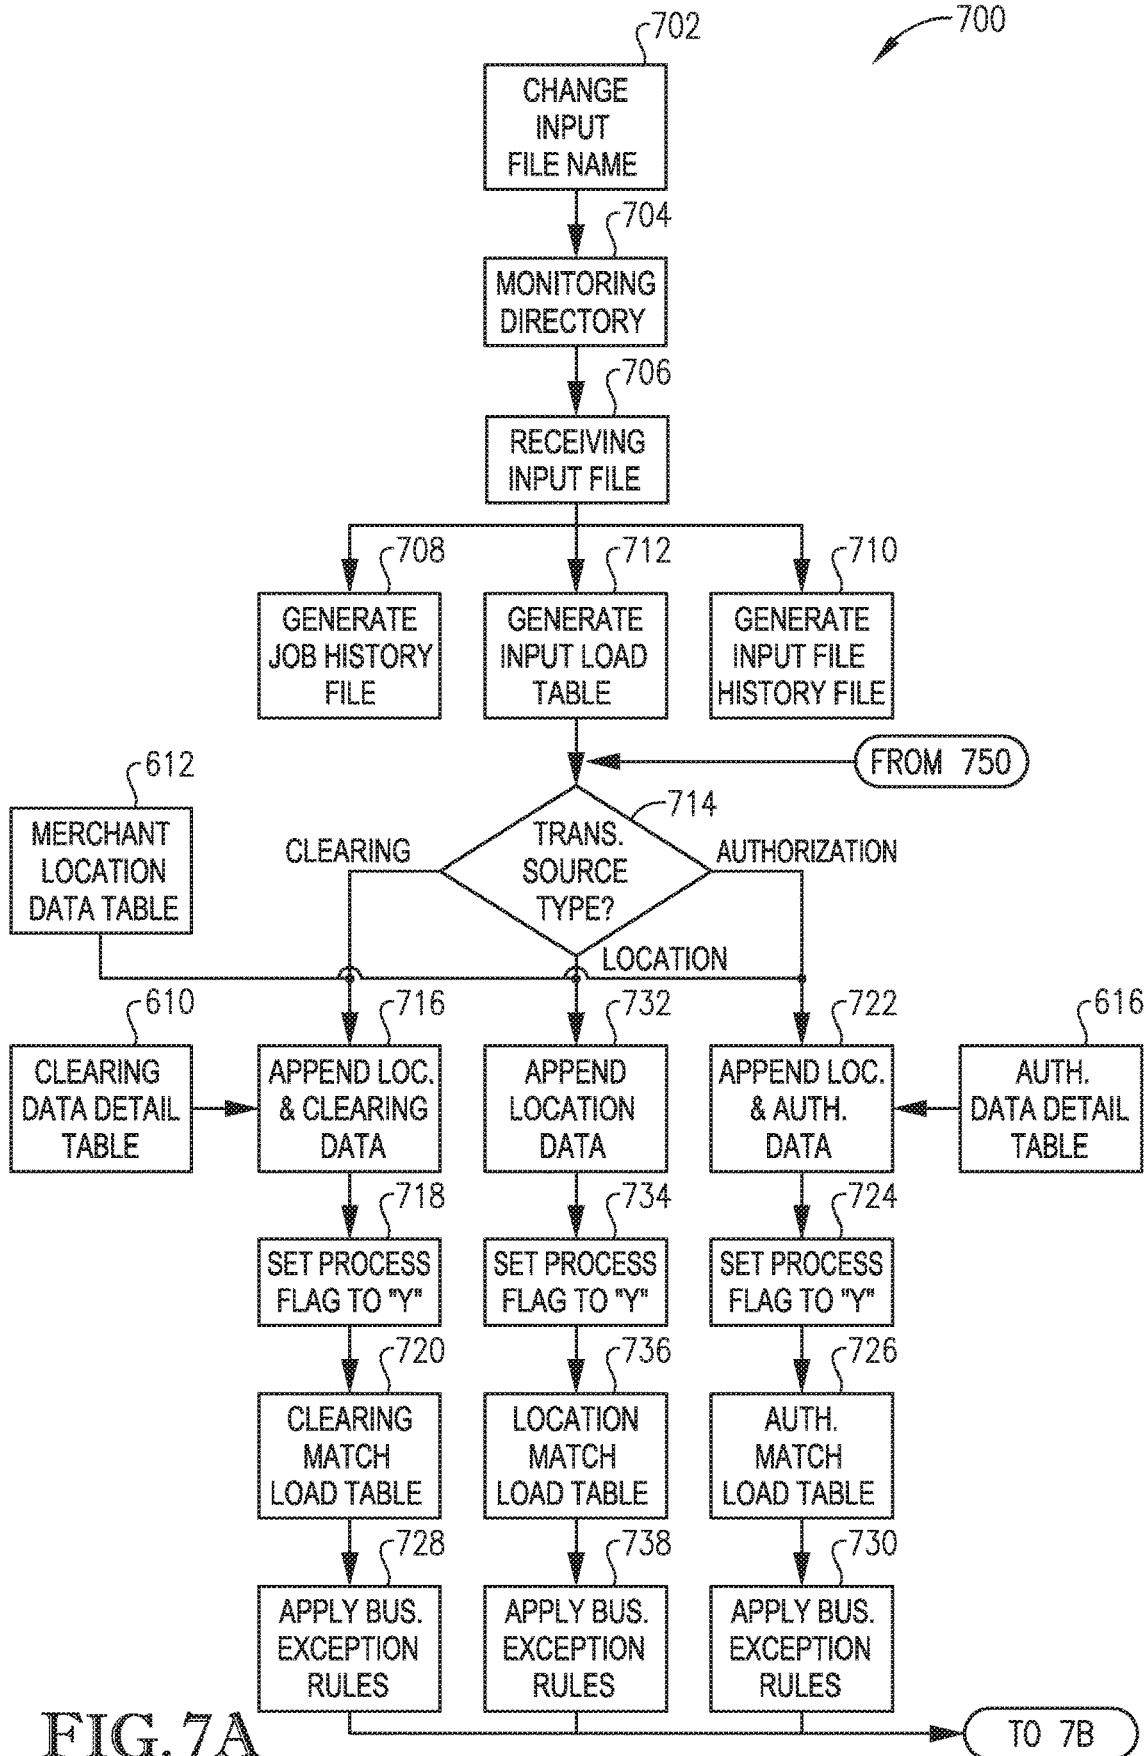 700
702
CHANGE
INPUT
FILE NAME
704
MONITORING
DIRECTORY
706
RECEIVING
INPUT FILE
708
GENERATE
JOB HISTORY
FILE
712
GENERATE
INPUT LOAD
TABLE
710
GENERATE
INPUT FILE
HISTORY FILE
FROM 750
612
MERCHANT
LOCATION
DATA TABLE
714
TRANS.
SOURCE
TYPE?
CLEARING
AUTHORIZATION
LOCATION
610
CLEARING
DATA DETAIL
TABLE
716
APPEND LOC.
& CLEARING
DATA
732
APPEND
LOCATION
DATA
722
APPEND LOC.
& AUTH.
DATA
616
AUTH.
DATA DETAIL
TABLE
718
SET PROCESS
FLAG TO "Y"
734
SET PROCESS
FLAG TO "Y"
724
SET PROCESS
FLAG TO "Y"
720
CLEARING
MATCH
LOAD TABLE
736
LOCATION
MATCH
LOAD TABLE
726
AUTH.
MATCH
LOAD TABLE
728
APPLY BUS.
EXCEPTION
RULES
738
APPLY BUS.
EXCEPTION
RULES
730
APPLY BUS.
EXCEPTION
RULES
TO 7B
FIG. 7A